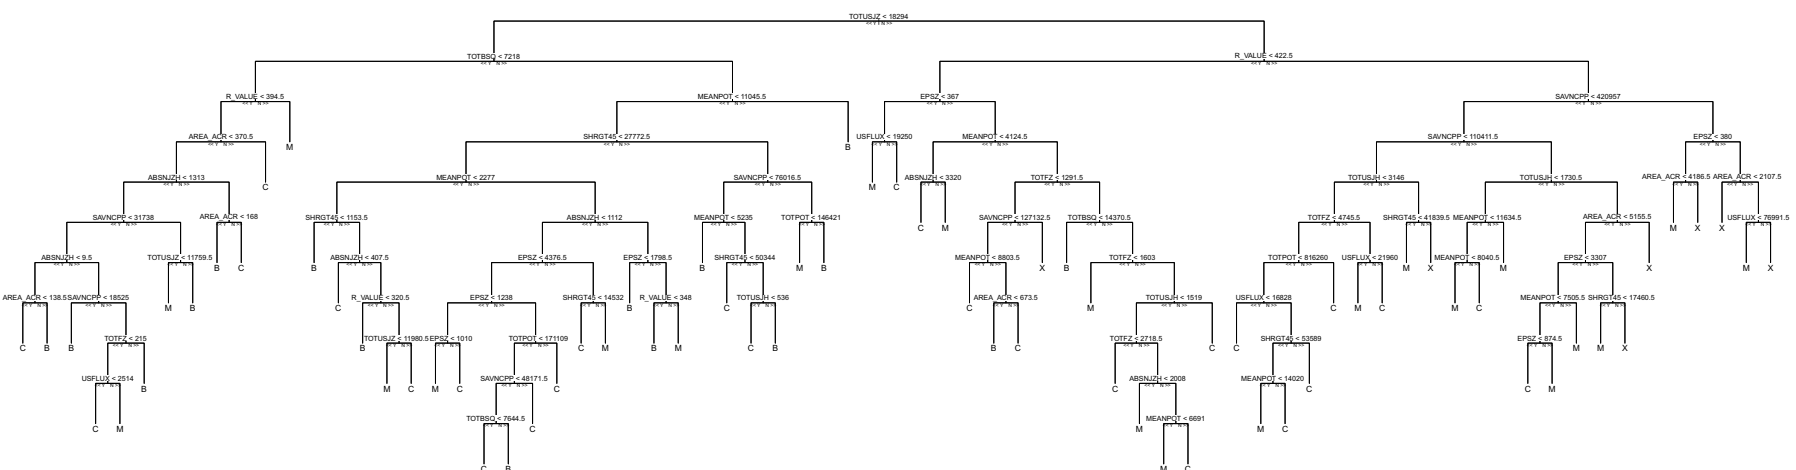 TOTUSJZ < 18294
<< Y N >>
TOTBSQ < 7218 R_VALUE < 422.5
<< Y N >> << Y N >>
R_VALUE < 394.5 MEANPOT < 11045.5 EPSZ < 367 SAVNCPP < 420957
<< Y N >> << Y N >> << Y N >> << Y N >>
AREA_ACR < 370.5 M SHRGT45 < 27772.5 B USFLUX < 19250 MEANPOT < 4124.5 SAVNCPP < 110411.5 EPSZ < 380
<< Y N >> << Y N >> << Y N >> << Y N >> << Y N >> << Y N >>
ABSNJZH < 1313 C MEANPOT < 2277 SAVNCPP < 76016.5 M C ABSNJZH < 3320 TOTFZ < 1291.5 TOTUSJH < 3146 TOTUSJH < 1730.5 AREA_ACR < 4186.5 AREA_ACR < 2107.5
<< Y N >> << Y N >> << Y N >> << Y N >> << Y N >> << Y N >> << Y N >> << Y N >> << Y N >>
SAVNCPP < 31738 AREA_ACR < 168 SHRGT45 < 1153.5 ABSNJZH < 1112 MEANPOT < 5235 TOTPOT < 146421 C M SAVNCPP < 127132.5 TOTBSQ < 14370.5 TOTFZ < 4745.5 SHRGT45 < 41839.5 MEANPOT < 11634.5 AREA_ACR < 5155.5 M X X USFLUX < 76991.5
<< Y N >> << Y N >> << Y N >> << Y N >> << Y N >> << Y N >> << Y N >> << Y N >> << Y N >> << Y N >> << Y N >> << Y N >> << Y N >>
ABSNJZH < 9.5 TOTUSJZ < 11759.5 B C B ABSNJZH < 407.5 EPSZ < 4376.5 EPSZ < 1798.5 B SHRGT45 < 50344 M B MEANPOT < 8803.5 X B TOTFZ < 1603 TOTPOT < 816260 USFLUX < 21960 M X MEANPOT < 8040.5 C EPSZ < 3307 X M X
<< Y N >> << Y N >> << Y N >> << Y N >> << Y N >> << Y N >> << Y N >> << Y N >> << Y N >> << Y N >> << Y N >> << Y N >>
AREA_ACR < 138.5 SAVNCPP < 18525 M B C R_VALUE < 320.5 EPSZ < 1238 SHRGT45 < 14532 B R_VALUE < 348 C TOTUSJH < 536 C AREA_ACR < 673.5 M TOTUSJH < 1519 USFLUX < 16828 C M C M C MEANPOT < 7505.5 SHRGT45 < 17460.5
<< Y N >> << Y N >> << Y N >> << Y N >> << Y N >> << Y N >> << Y N >> << Y N >> << Y N >> << Y N >> << Y N >> << Y N >>
C B B TOTFZ < 215 B TOTUSJZ < 11980.5 EPSZ < 1010 TOTPOT < 171109 C M B M C B B C TOTFZ < 2718.5 C C SHRGT45 < 53589 EPSZ < 874.5 M M X
<< Y N >> << Y N >> << Y N >> << Y N >> << Y N >> << Y N >> << Y N >>
USFLUX < 2514 B M C M C SAVNCPP < 48171.5 C C ABSNJZH < 2008 MEANPOT < 14020 C C M
<< Y N >> << Y N >> << Y N >> << Y N >>
C M TOTBSQ < 7644.5 C M MEANPOT < 6691 M C
<< Y N >> << Y N >>
C B M C